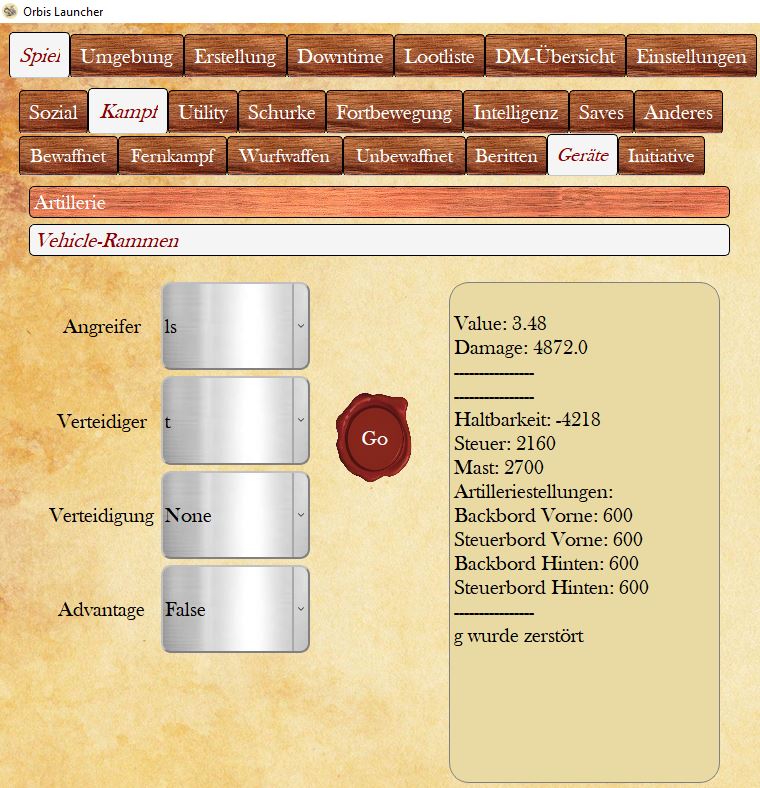 Orbis Launcher
Spiel Umgebung Erstellung Downtime Lootliste DM-Übersicht Einstellungen
Sozial Kampf Utility Schurke Fortbewegung Intelligenz Saves Anderes
Bewaffnet Fernkampf Wurfwaffen Unbewaffnet Beritten Geräte Initiative
Artillerie
Vehicle-Rammen
Angreifer ls
Verteidiger t
Verteidigung None
Advantage False
Go
Value: 3.48
Damage: 4872.0
----------------
----------------
Haltbarkeit: -4218
Steuer: 2160
Mast: 2700
Artilleriestellungen:
Backbord Vorne: 600
Steuerbord Vorne: 600
Backbord Hinten: 600
Steuerbord Hinten: 600
----------------
g wurde zerstört